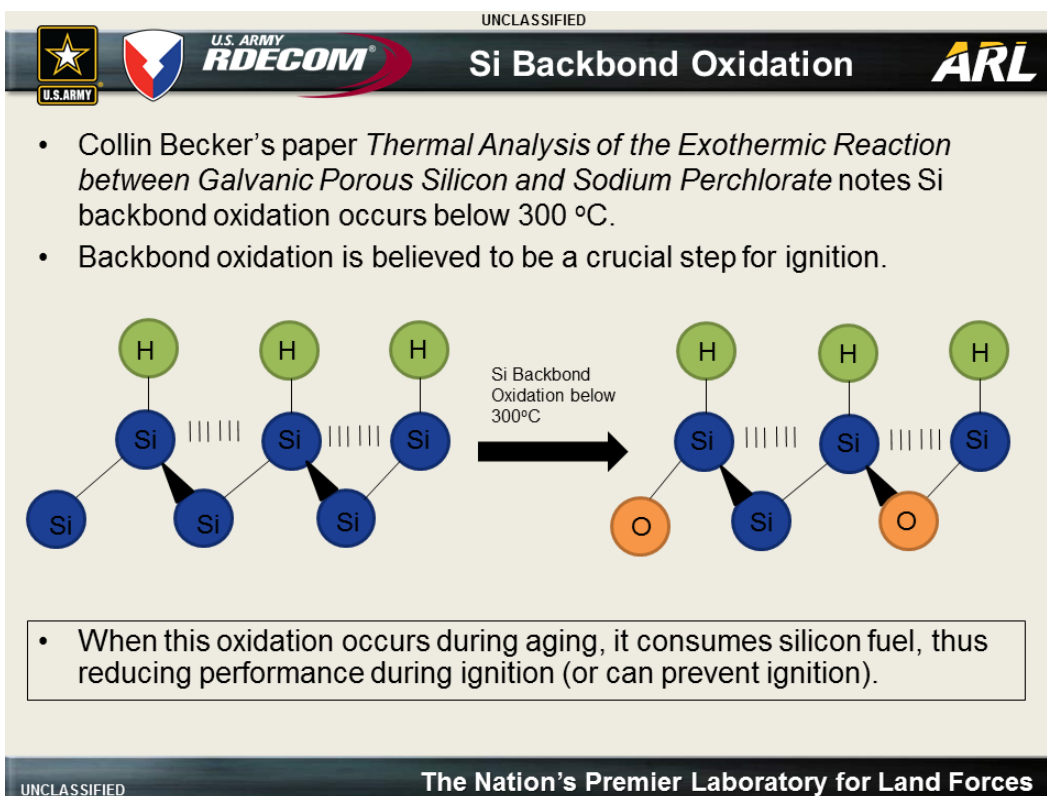 UNCLASSIFIED
U.S. ARMY
RDECOM®
Si Backbond Oxidation
ARL
U.S.ARMY
• Collin Becker's paper Thermal Analysis of the Exothermic Reaction
between Galvanic Porous Silicon and Sodium Perchlorate notes Si
backbond oxidation occurs below 300 ºC.
• Backbond oxidation is believed to be a crucial step for ignition.
H H H
Si Si Si
Si Si Si
Si Backbond
Oxidation below
300ºC
H H H
Si Si Si
O Si O
• When this oxidation occurs during aging, it consumes silicon fuel, thus
reducing performance during ignition (or can prevent ignition).
UNCLASSIFIED
The Nation's Premier Laboratory for Land Forces